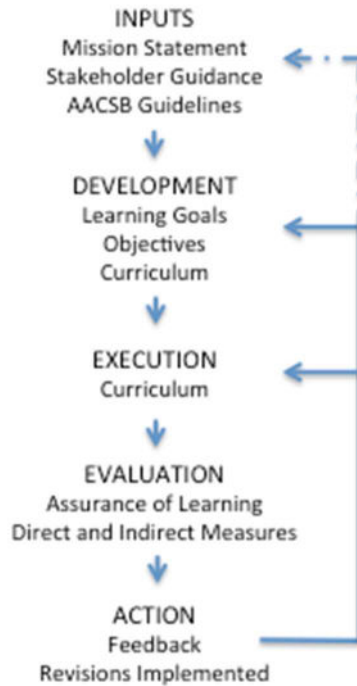 INPUTS
Mission Statement
Stakeholder Guidance
AACSB Guidelines
DEVELOPMENT
Learning Goals
Objectives
Curriculum
EXECUTION
Curriculum
EVALUATION
Assurance of Learning
Direct and Indirect Measures
ACTION
Feedback
Revisions Implemented